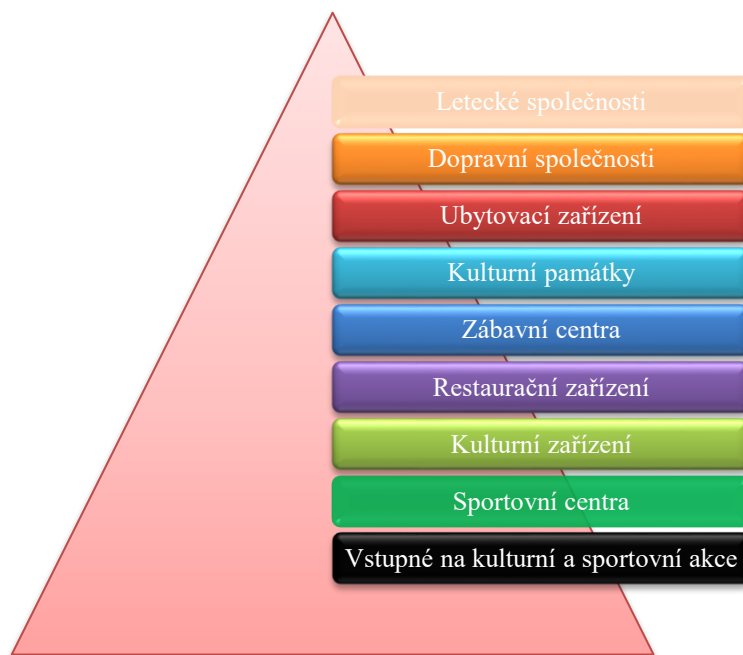 Letecké společnosti
Dopravní společnosti
Ubytovací zařízení
Kulturní památky
Zábavní centra
Restaurační zařízení
Kulturní zařízení
Sportovní centra
Vstupné na kulturní a sportovní akce